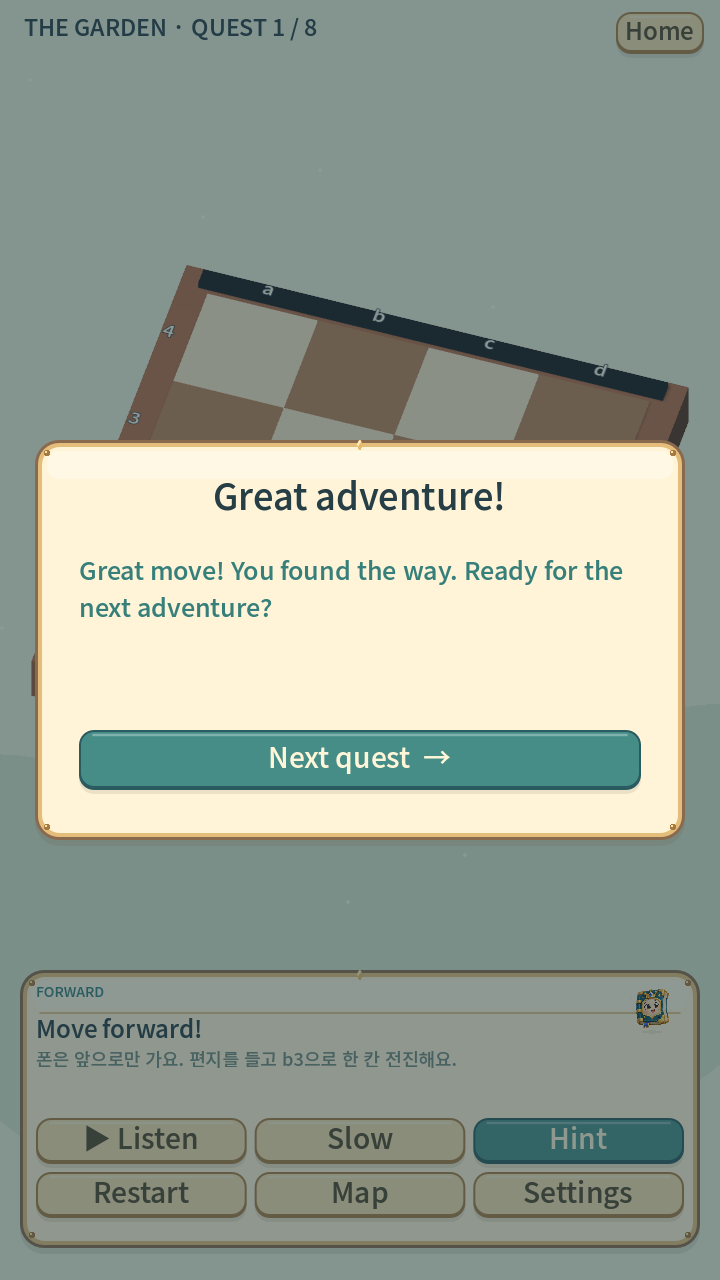 THE GARDEN · QUEST 1 / 8
Home
a
b
c
d
4
3
Great adventure!
Great move! You found the way. Ready for the
next adventure?
Next quest →
FORWARD
Move forward!
폰은 앞으로만 가요. 편지를 들고 b3으로 한 칸 전진해요.
▶ Listen
Slow
Hint
Restart
Map
Settings